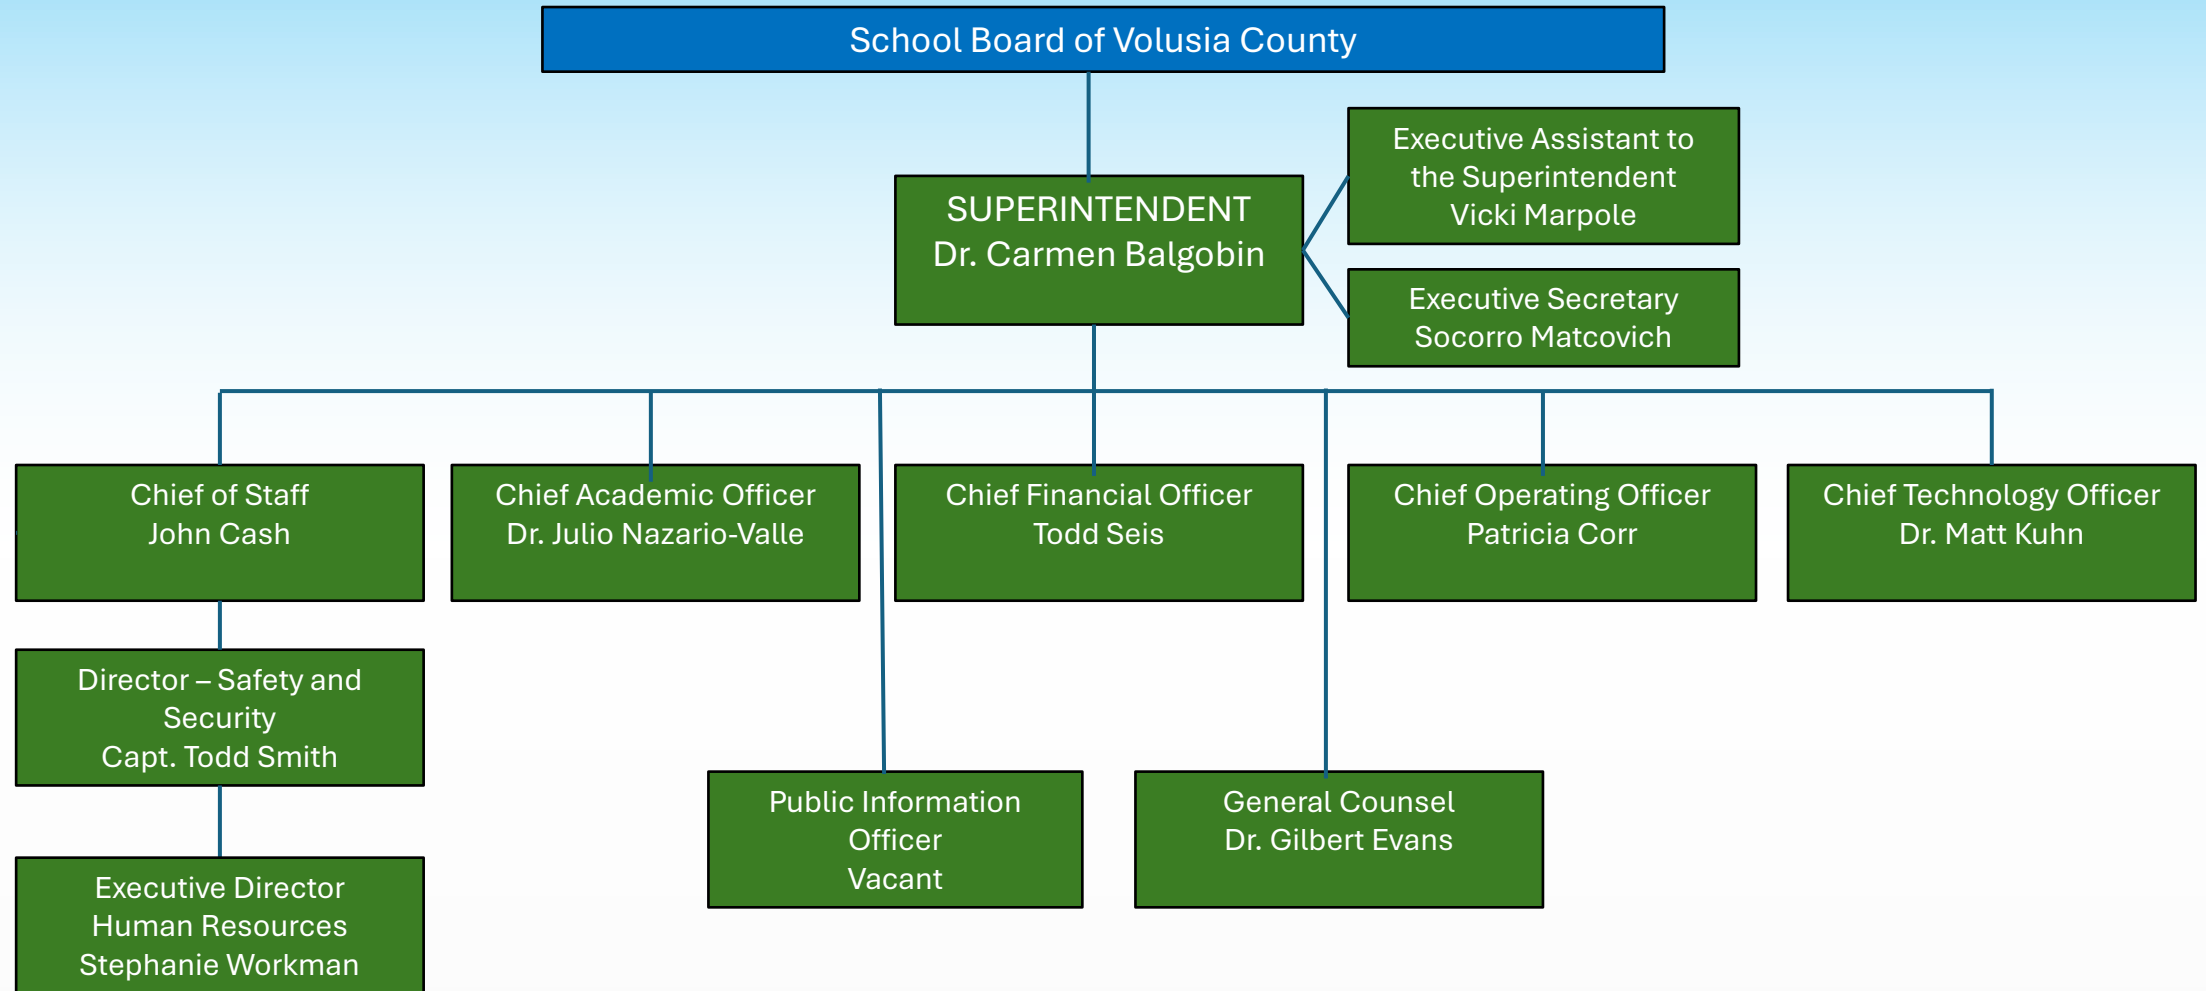 School Board of Volusia County
Executive Assistant to
the Superintendent
Vicki Marpole
SUPERINTENDENT
Dr. Carmen Balgobin
Executive Secretary
Socorro Matcovich
Chief of Staff
John Cash
Chief Academic Officer
Dr. Julio Nazario-Valle
Chief Financial Officer
Todd Seis
Chief Operating Officer
Patricia Corr
Chief Technology Officer
Dr. Matt Kuhn
Director – Safety and
Security
Capt. Todd Smith
Public Information
Officer
Vacant
General Counsel
Dr. Gilbert Evans
Executive Director
Human Resources
Stephanie Workman